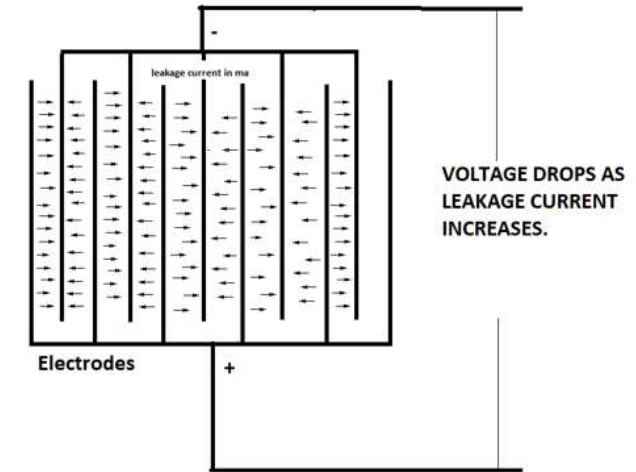 -
leakage current in ma
VOLTAGE DROPS AS
LEAKAGE CURRENT
INCREASES.
Electrodes
+